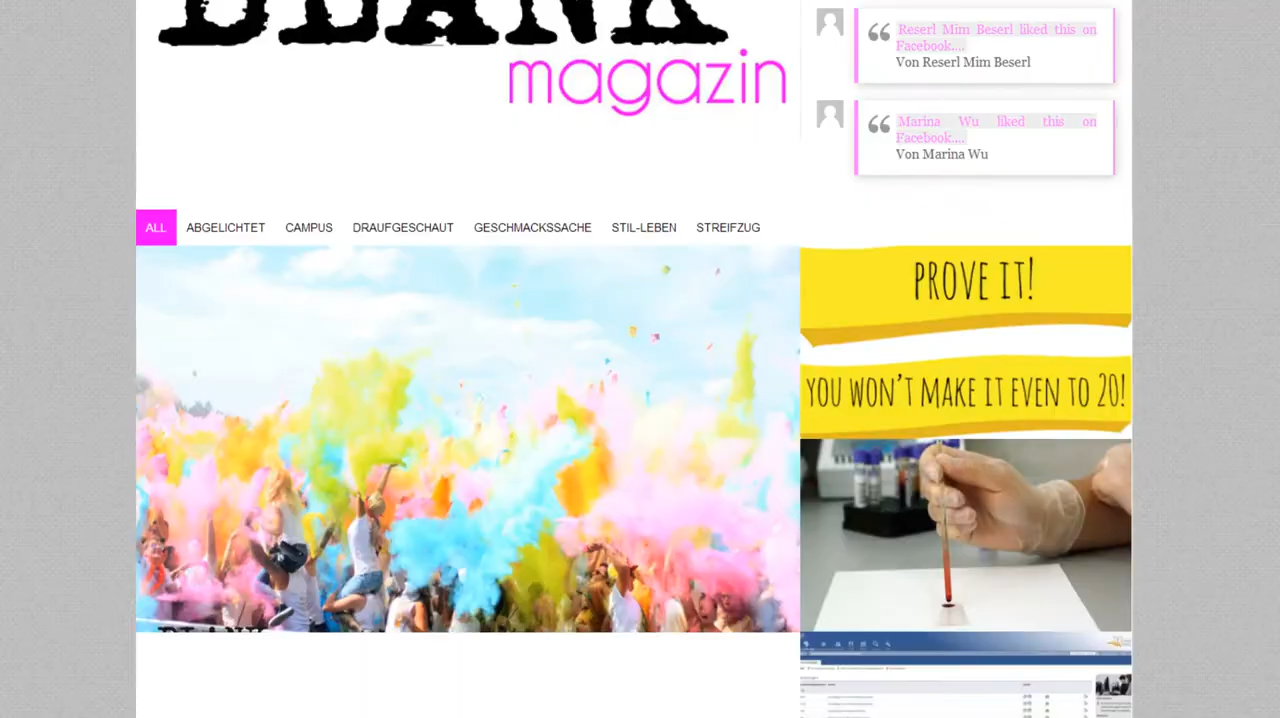 BLANK
magazin
Reserl Mim Beserl liked this on
Facebook....
Von Reserl Mim Beserl
Marina Wu liked this on
Facebook....
Von Marina Wu
ALL ABGELICHTET CAMPUS DRAUFGESCHAUT GESCHMACKSSACHE STIL-LEBEN STREIFZUG
PROVE IT!
YOU WON'T MAKE IT EVEN TO 20!